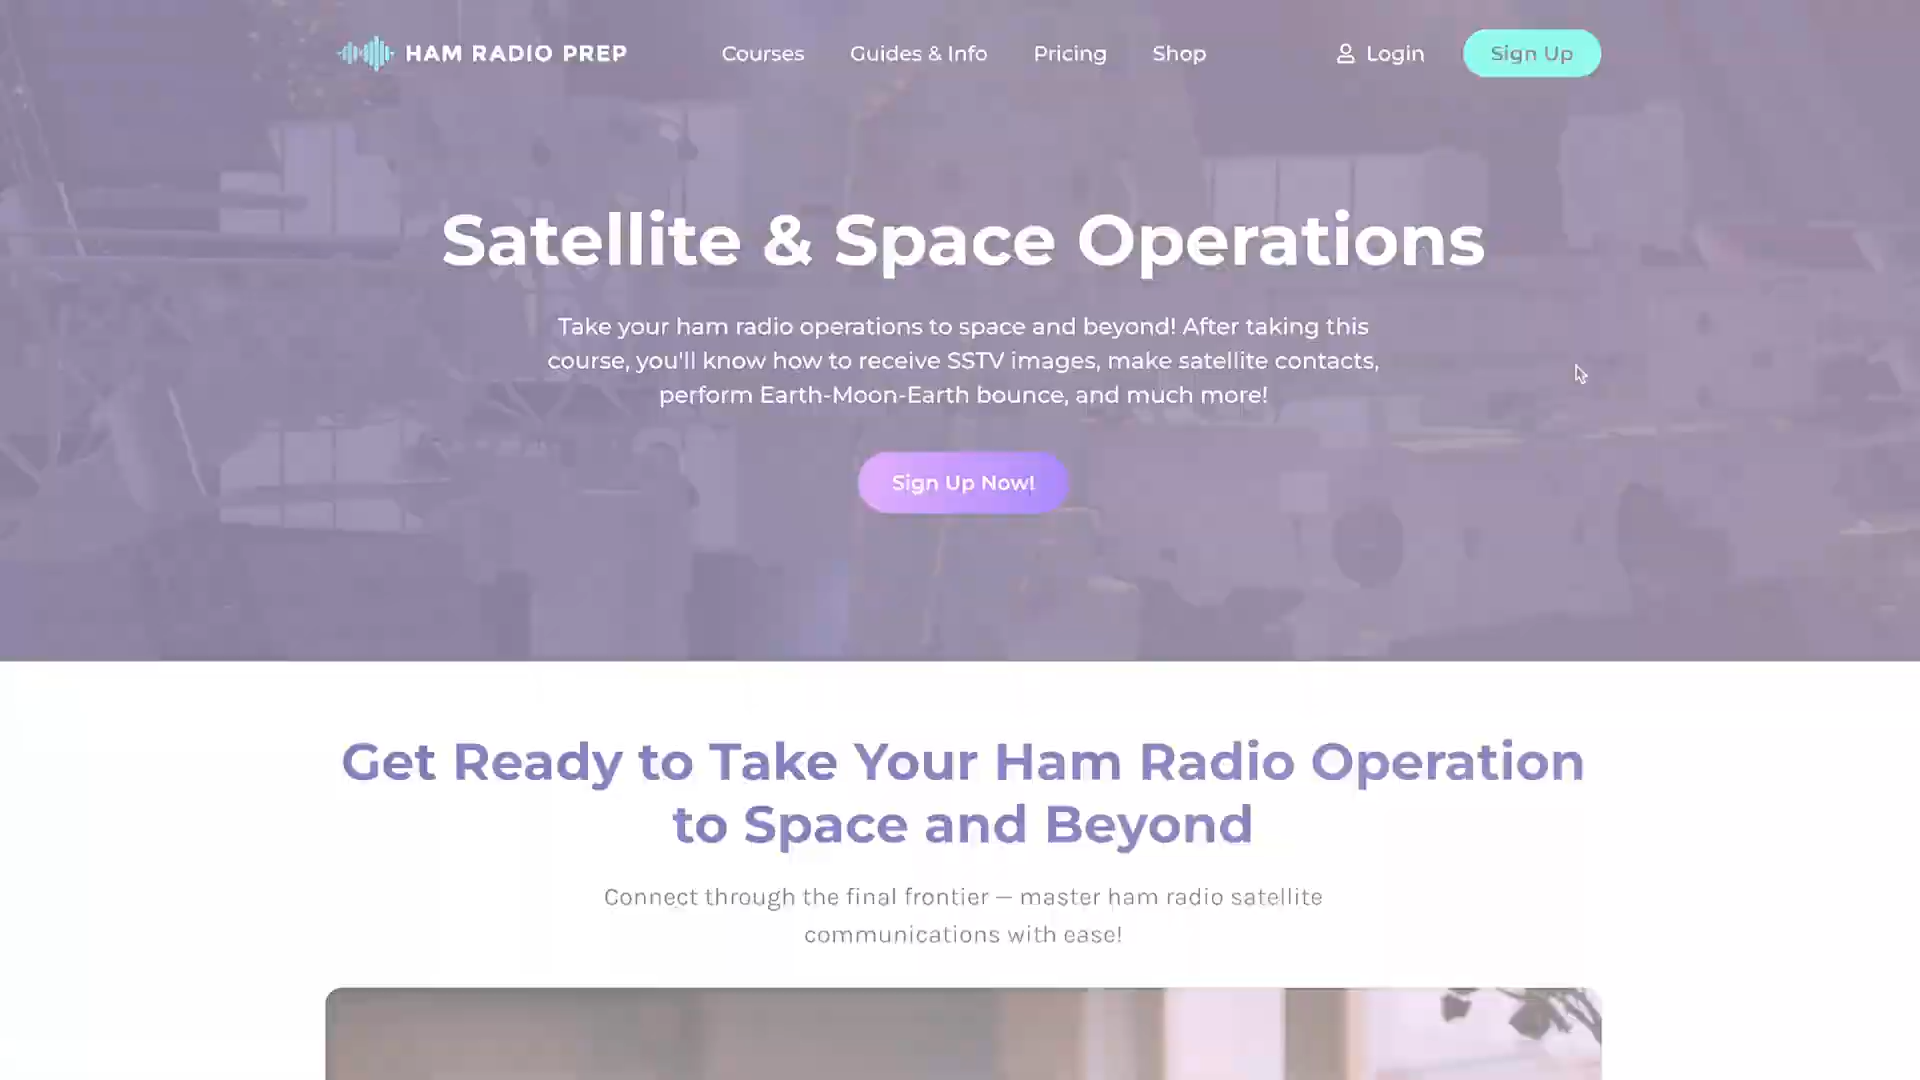 HAM RADIO PREP
Courses
Guides & Info
Pricing
Shop
Login
Sign Up
Satellite & Space Operations
Take your ham radio operations to space and beyond! After taking this
course, you'll know how to receive SSTV images, make satellite contacts,
perform Earth-Moon-Earth bounce, and much more!
Sign Up Now!
Get Ready to Take Your Ham Radio Operation
to Space and Beyond
Connect through the final frontier — master ham radio satellite
communications with ease!